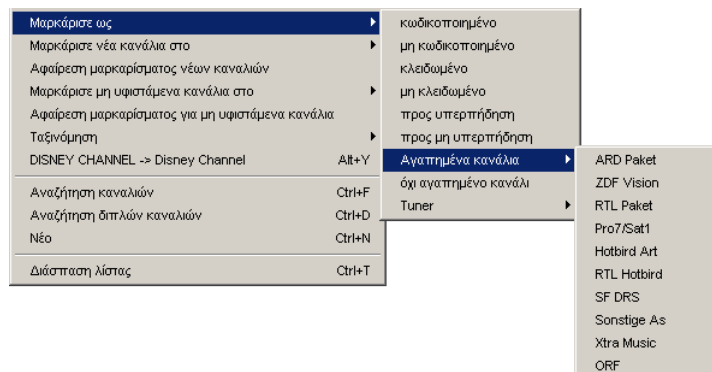 Μαρκάρισε ως
Μαρκάρισε νέα κανάλια στο
Αφαίρεση μαρκαρίσματος νέων καναλιών
Μαρκάρισε μη υφιστάμενα κανάλια στο
Αφαίρεση μαρκαρίσματος για μη υφιστάμενα κανάλια
Ταξινόμηση
DISNEY CHANNEL -> Disney Channel Alt+Y
Αναζήτηση καναλιών Ctrl+F
Αναζήτηση διπλών καναλιών Ctrl+D
Νέο Ctrl+N
Διάσπαση λίστας Ctrl+T
κωδικοποιημένο
μη κωδικοποιημένο
κλειδωμένο
μη κλειδωμένο
προς υπερπήδηση
προς μη υπερπήδηση
Αγαπημένα κανάλια
όχι αγαπημένο κανάλι
Tuner
ARD Paket
ZDF Vision
RTL Paket
Pro7/Sat1
Hotbird Art
RTL Hotbird
SF DRS
Sonstige As
Xtra Music
ORF